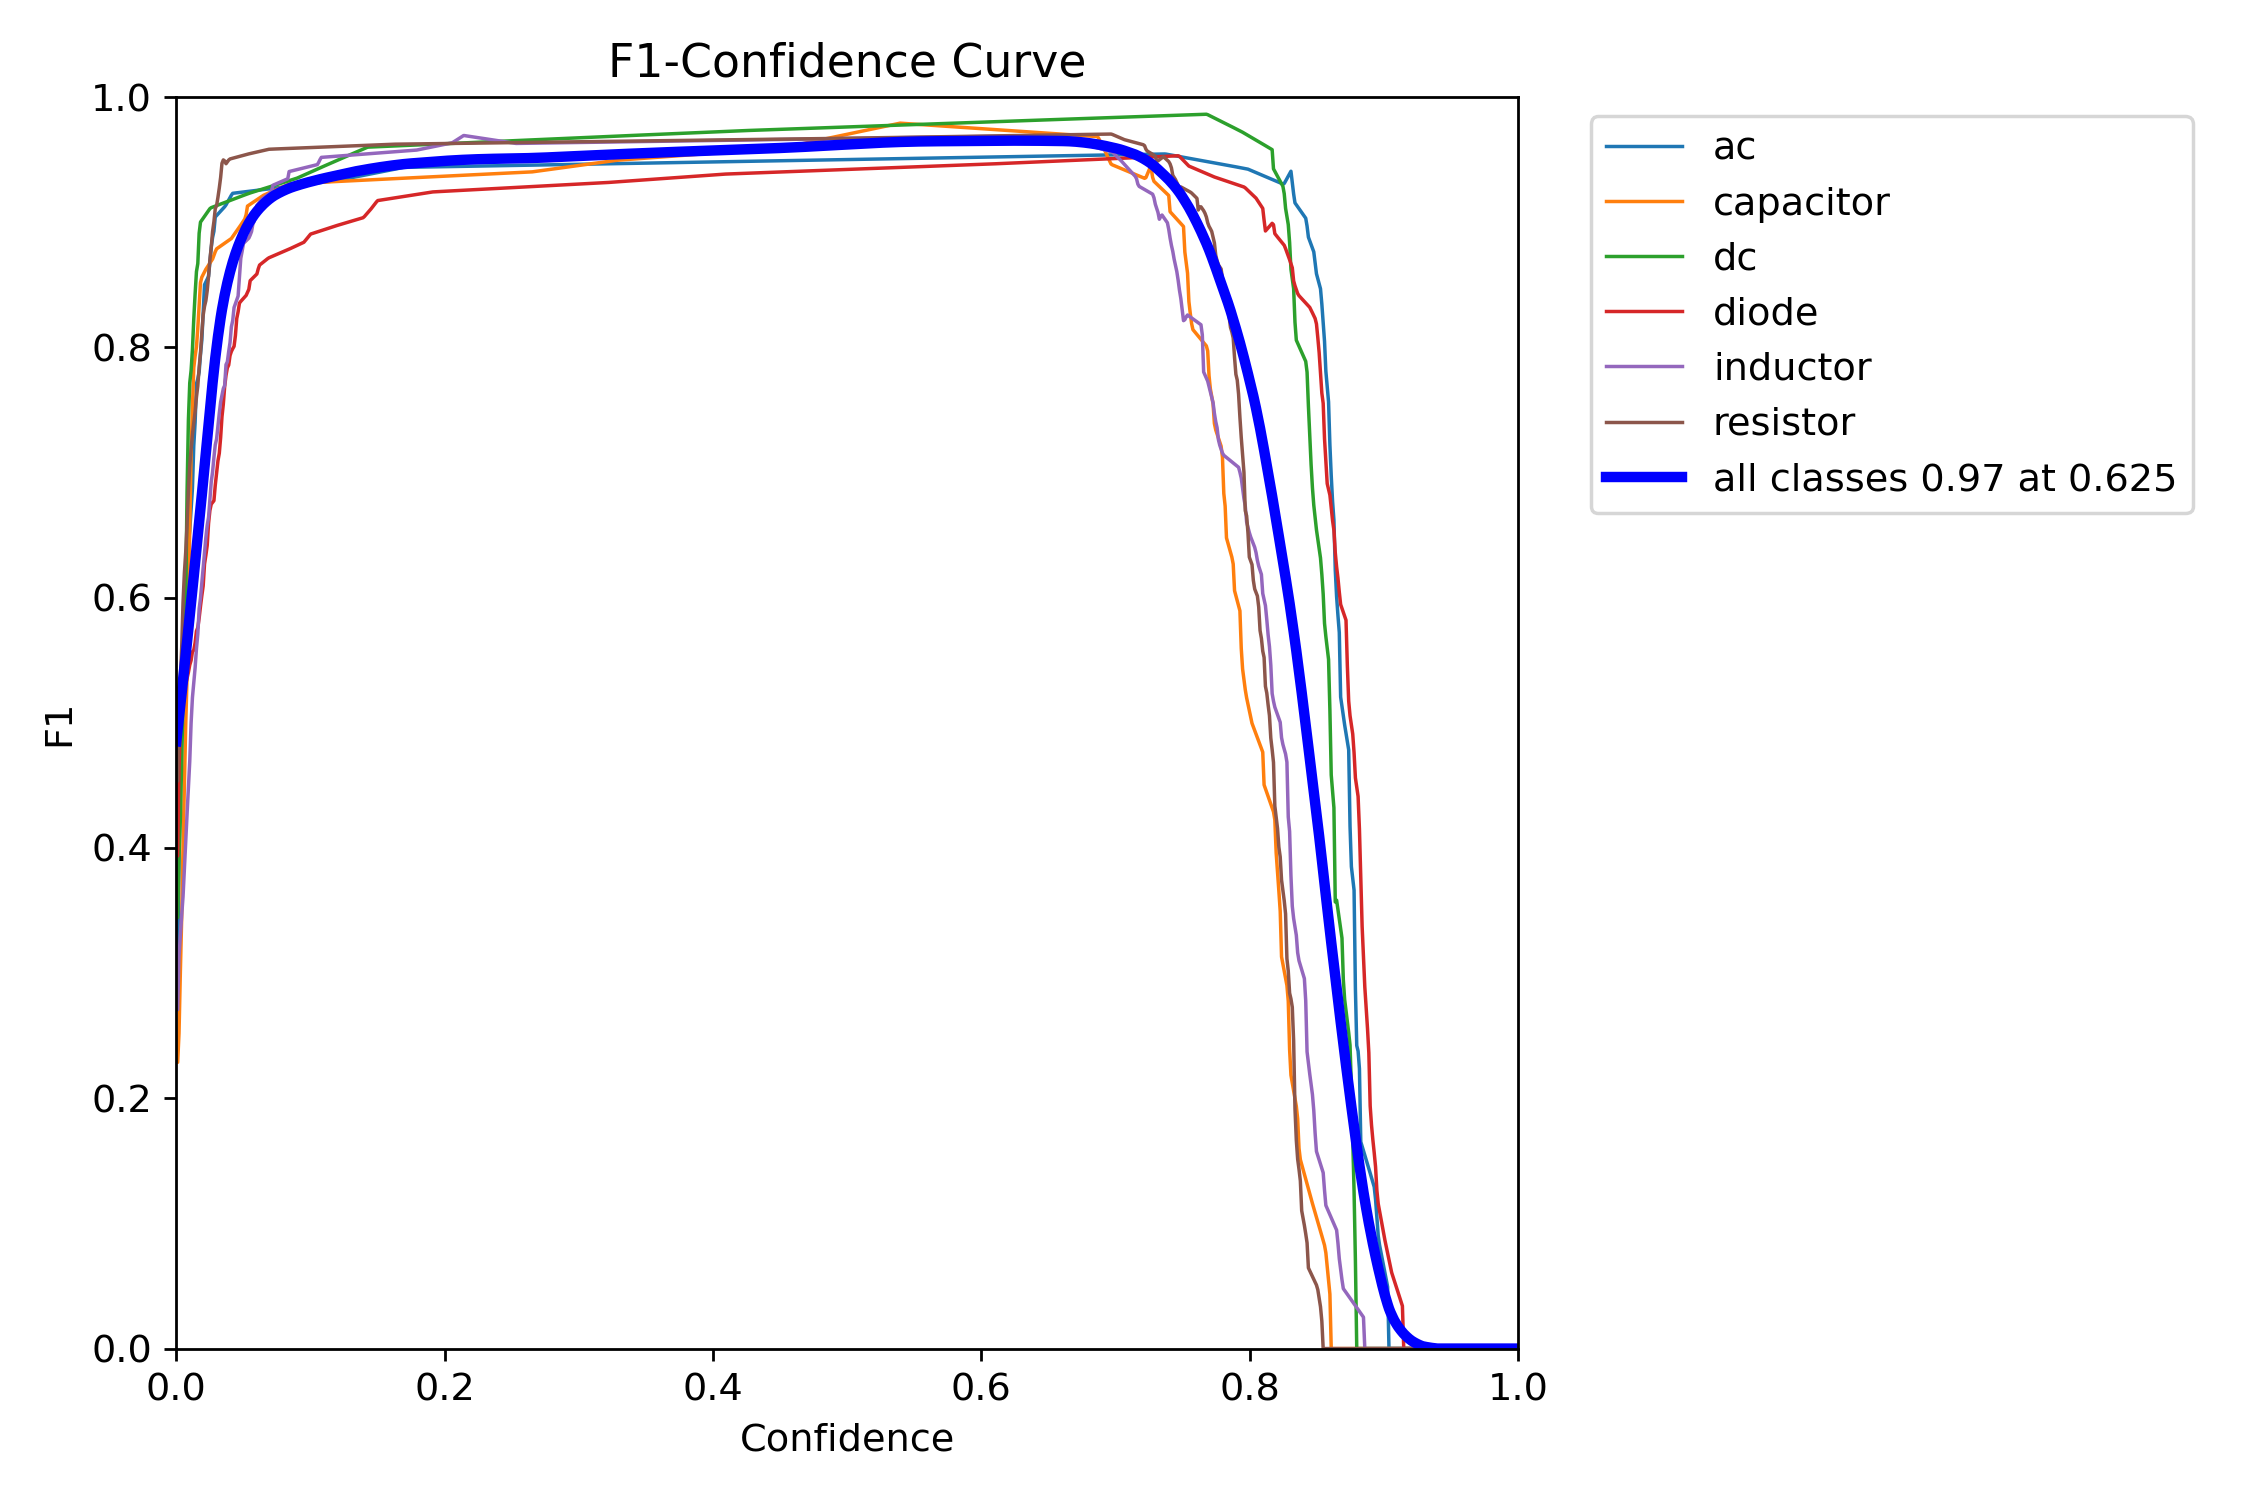 F1-Confidence Curve
1.0
0.8
0.6
0.4
0.2
0.0
F1
0.0 0.2 0.4 0.6 0.8 1.0
Confidence
ac
capacitor
dc
diode
inductor
resistor
all classes 0.97 at 0.625